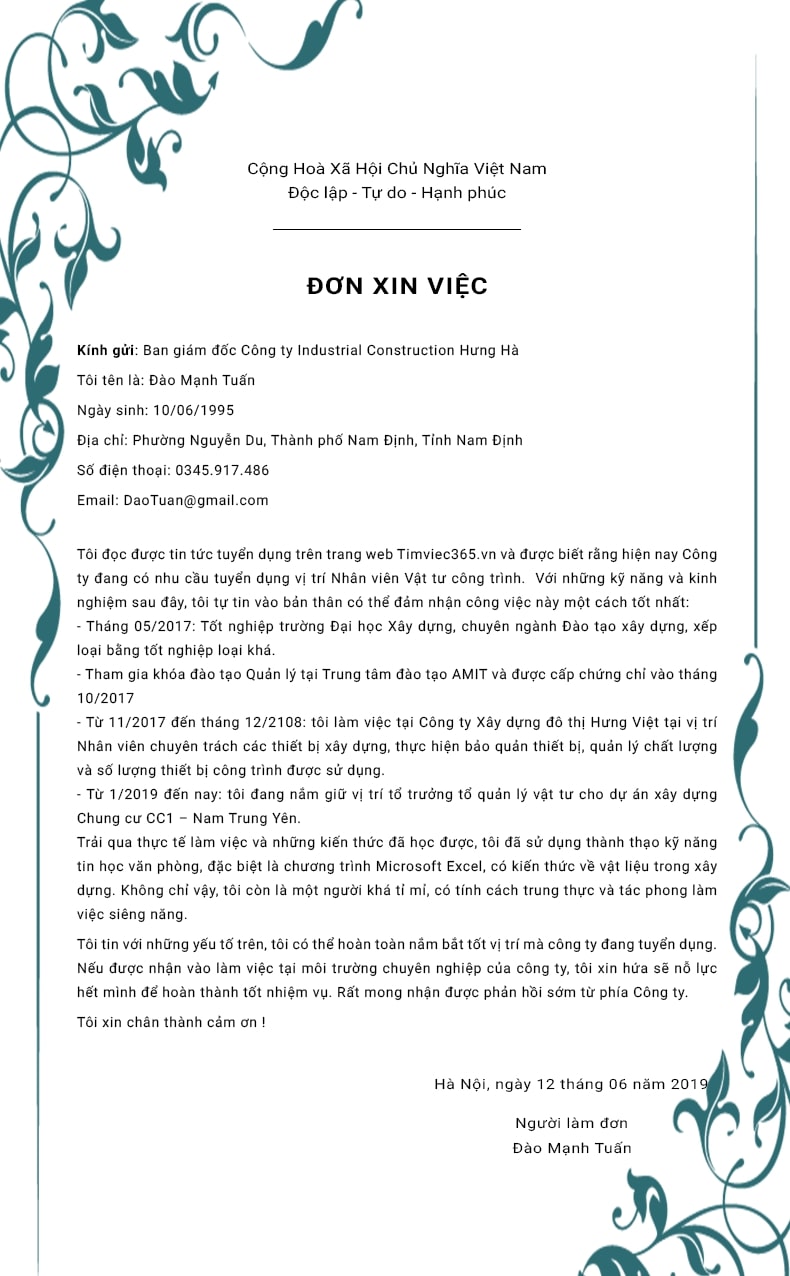 Cộng Hoà Xã Hội Chủ Nghĩa Việt Nam
Độc lập - Tự do - Hạnh phúc
ĐƠN XIN VIỆC
Kính gửi: Ban giám đốc Công ty Industrial Construction Hưng Hà
Tôi tên là: Đào Mạnh Tuấn
Ngày sinh: 10/06/1995
Địa chỉ: Phường Nguyễn Du, Thành phố Nam Định, Tỉnh Nam Định
Số điện thoại: 0345.917.486
Email: DaoTuan@gmail.com
Tôi đọc được tin tức tuyển dụng trên trang web Timviec365.vn và được biết rằng hiện nay Công
ty đang có nhu cầu tuyển dụng vị trí Nhân viên Vật tư công trình.  Với những kỹ năng và kinh
nghiệm sau đây, tôi tự tin vào bản thân có thể đảm nhận công việc này một cách tốt nhất:
- Tháng 05/2017: Tốt nghiệp trường Đại học Xây dựng, chuyên ngành Đào tạo xây dựng, xếp
loại bằng tốt nghiệp loại khá.
- Tham gia khóa đào tạo Quản lý tại Trung tâm đào tạo AMIT và được cấp chứng chỉ vào tháng
10/2017
- Từ 11/2017 đến tháng 12/2108: tôi làm việc tại Công ty Xây dựng đô thị Hưng Việt tại vị trí
Nhân viên chuyên trách các thiết bị xây dựng, thực hiện bảo quản thiết bị, quản lý chất lượng
và số lượng thiết bị công trình được sử dụng.
- Từ 1/2019 đến nay: tôi đang nắm giữ vị trí tổ trưởng tổ quản lý vật tư cho dự án xây dựng
Chung cư CC1 – Nam Trung Yên.
Trải qua thực tế làm việc và những kiến thức đã học được, tôi đã sử dụng thành thạo kỹ năng
tin học văn phòng, đặc biệt là chương trình Microsoft Excel, có kiến thức về vật liệu trong xây
dựng. Không chỉ vậy, tôi còn là một người khá tỉ mỉ, có tính cách trung thực và tác phong làm
việc siêng năng.
Tôi tin với những yếu tố trên, tôi có thể hoàn toàn nắm bắt tốt vị trí mà công ty đang tuyển dụng.
Nếu được nhận vào làm việc tại môi trường chuyên nghiệp của công ty, tôi xin hứa sẽ nỗ lực
hết mình để hoàn thành tốt nhiệm vụ. Rất mong nhận được phản hồi sớm từ phía Công ty.
Tôi xin chân thành cảm ơn !
Hà Nội, ngày 12 tháng 06 năm 2019
Người làm đơn
Đào Mạnh Tuấn